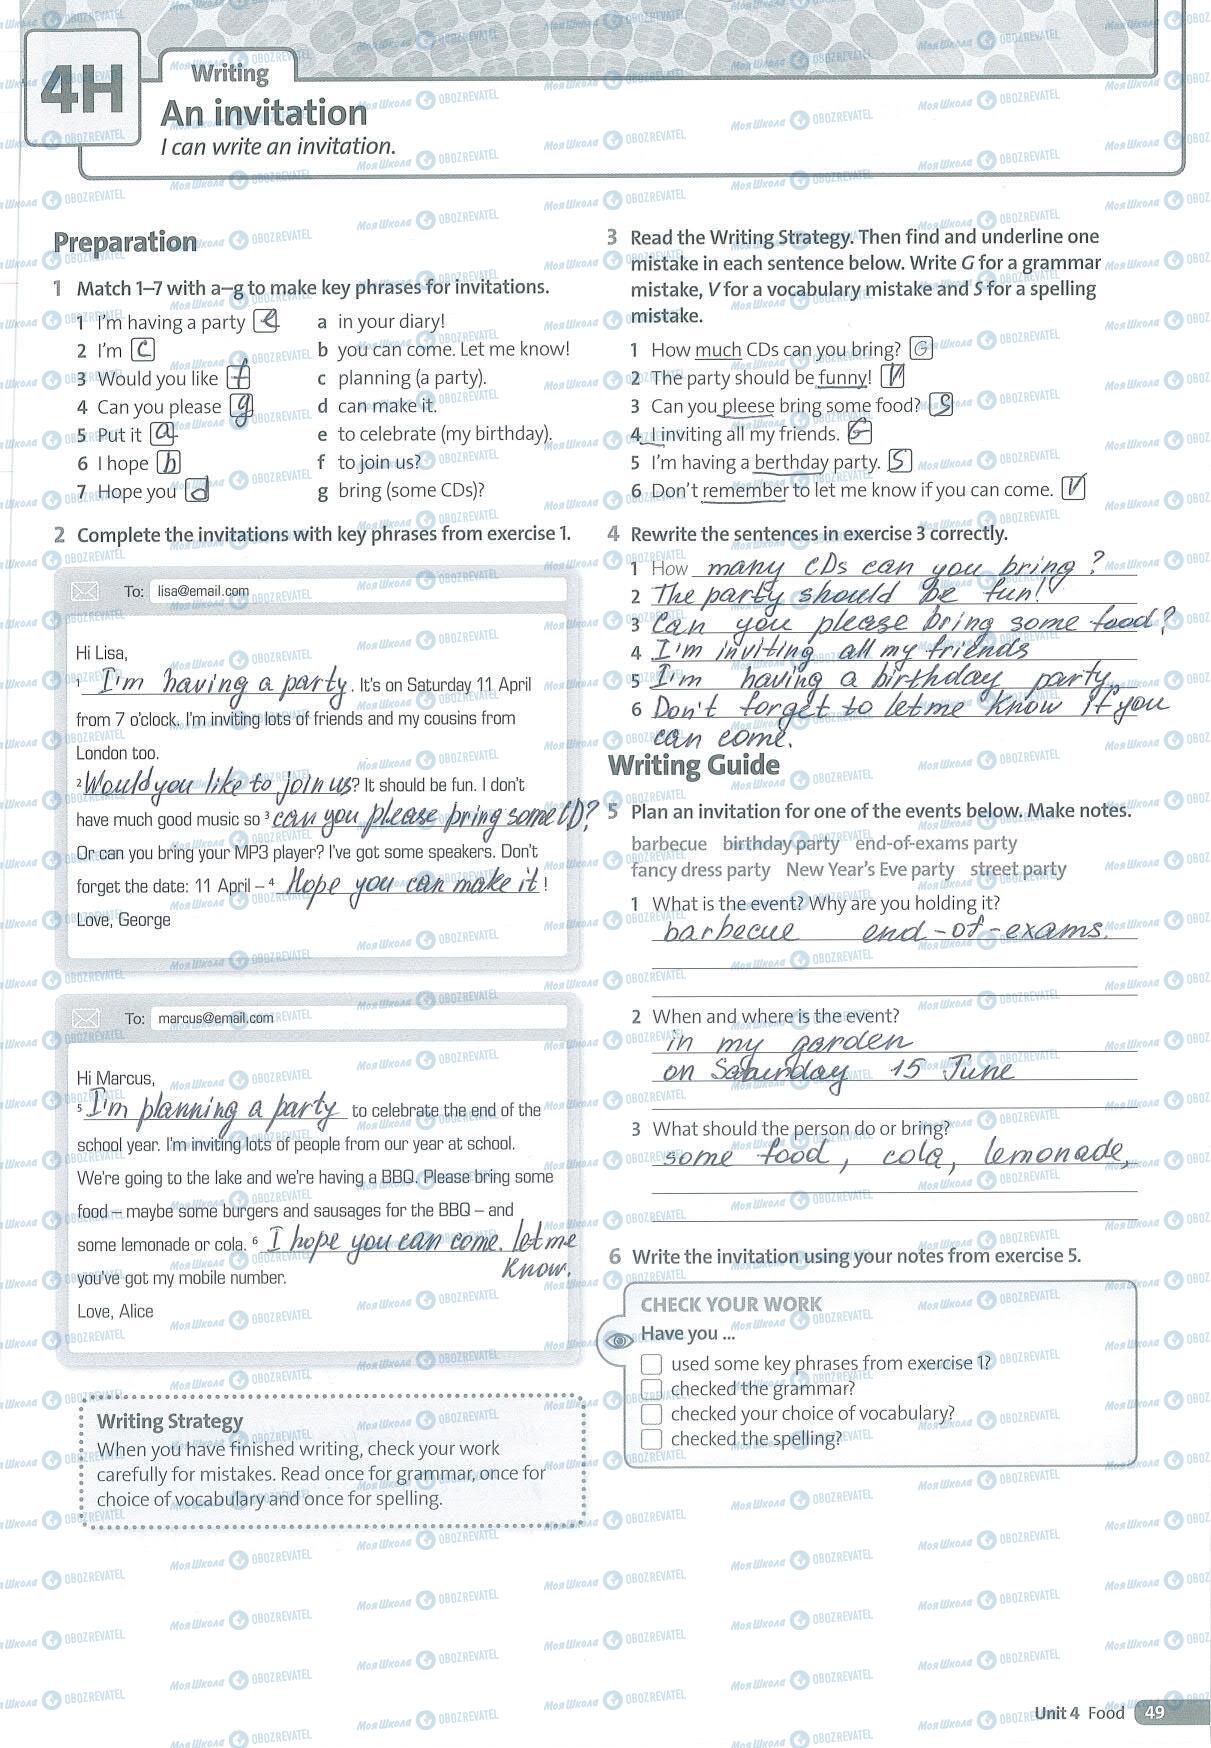 4H
Writing
An invitation
I can write an invitation.
Preparation
1 Match 1–7 with a–g to make key phrases for invitations.
1 I'm having a party e
2 I'm c
3 Would you like f
4 Can you please g
5 Put it a
6 I hope b
7 Hope you d
a in your diary!
b you can come. Let me know!
c planning (a party).
d can make it.
e to celebrate (my birthday).
f to join us?
g bring (some CDs)?
2 Complete the invitations with key phrases from exercise 1.
To: lisa@email.com
Hi Lisa,
1 I'm having a party. It's on Saturday 11 April
from 7 o'clock. I'm inviting lots of friends and my cousins from
London too.
2 Would you like to join us? It should be fun. I don't
have much good music so 3 can you please bring some CD?
Or can you bring your MP3 player? I've got some speakers. Don't
forget the date: 11 April – 4 Hope you can make it!
Love, George
To: marcus@email.com
Hi Marcus,
5 I'm planning a party to celebrate the end of the
school year. I'm inviting lots of people from our year at school.
We're going to the lake and we're having a BBQ. Please bring some
food – maybe some burgers and sausages for the BBQ – and
some lemonade or cola. 6 I hope you can come. let me
know.
you've got my mobile number.
Love, Alice
Writing Strategy
When you have finished writing, check your work
carefully for mistakes. Read once for grammar, once for
choice of vocabulary and once for spelling.
3 Read the Writing Strategy. Then find and underline one
mistake in each sentence below. Write G for a grammar
mistake, V for a vocabulary mistake and S for a spelling
mistake.
1 How much CDs can you bring? G
2 The party should be funny! V
3 Can you pleese bring some food? S
4 I inviting all my friends. G
5 I'm having a berthday party. S
6 Don't remember to let me know if you can come. V
4 Rewrite the sentences in exercise 3 correctly.
1 How many CDs can you bring?
2 The party should be fun!
3 Can you please bring some food?
4 I'm inviting all my friends
5 I'm having a birthday party.
6 Don't forget to let me know if you
can come.
Writing Guide
5 Plan an invitation for one of the events below. Make notes.
barbecue birthday party end-of-exams party
fancy dress party New Year's Eve party street party
1 What is the event? Why are you holding it?
barbecue end-of-exams.
2 When and where is the event?
in my garden
on Saturday 15 June
3 What should the person do or bring?
some food, cola, lemonade,
6 Write the invitation using your notes from exercise 5.
CHECK YOUR WORK
Have you ...
used some key phrases from exercise 1?
checked the grammar?
checked your choice of vocabulary?
checked the spelling?
Unit 4 Food 49
Моя Школа OBOZREVATEL